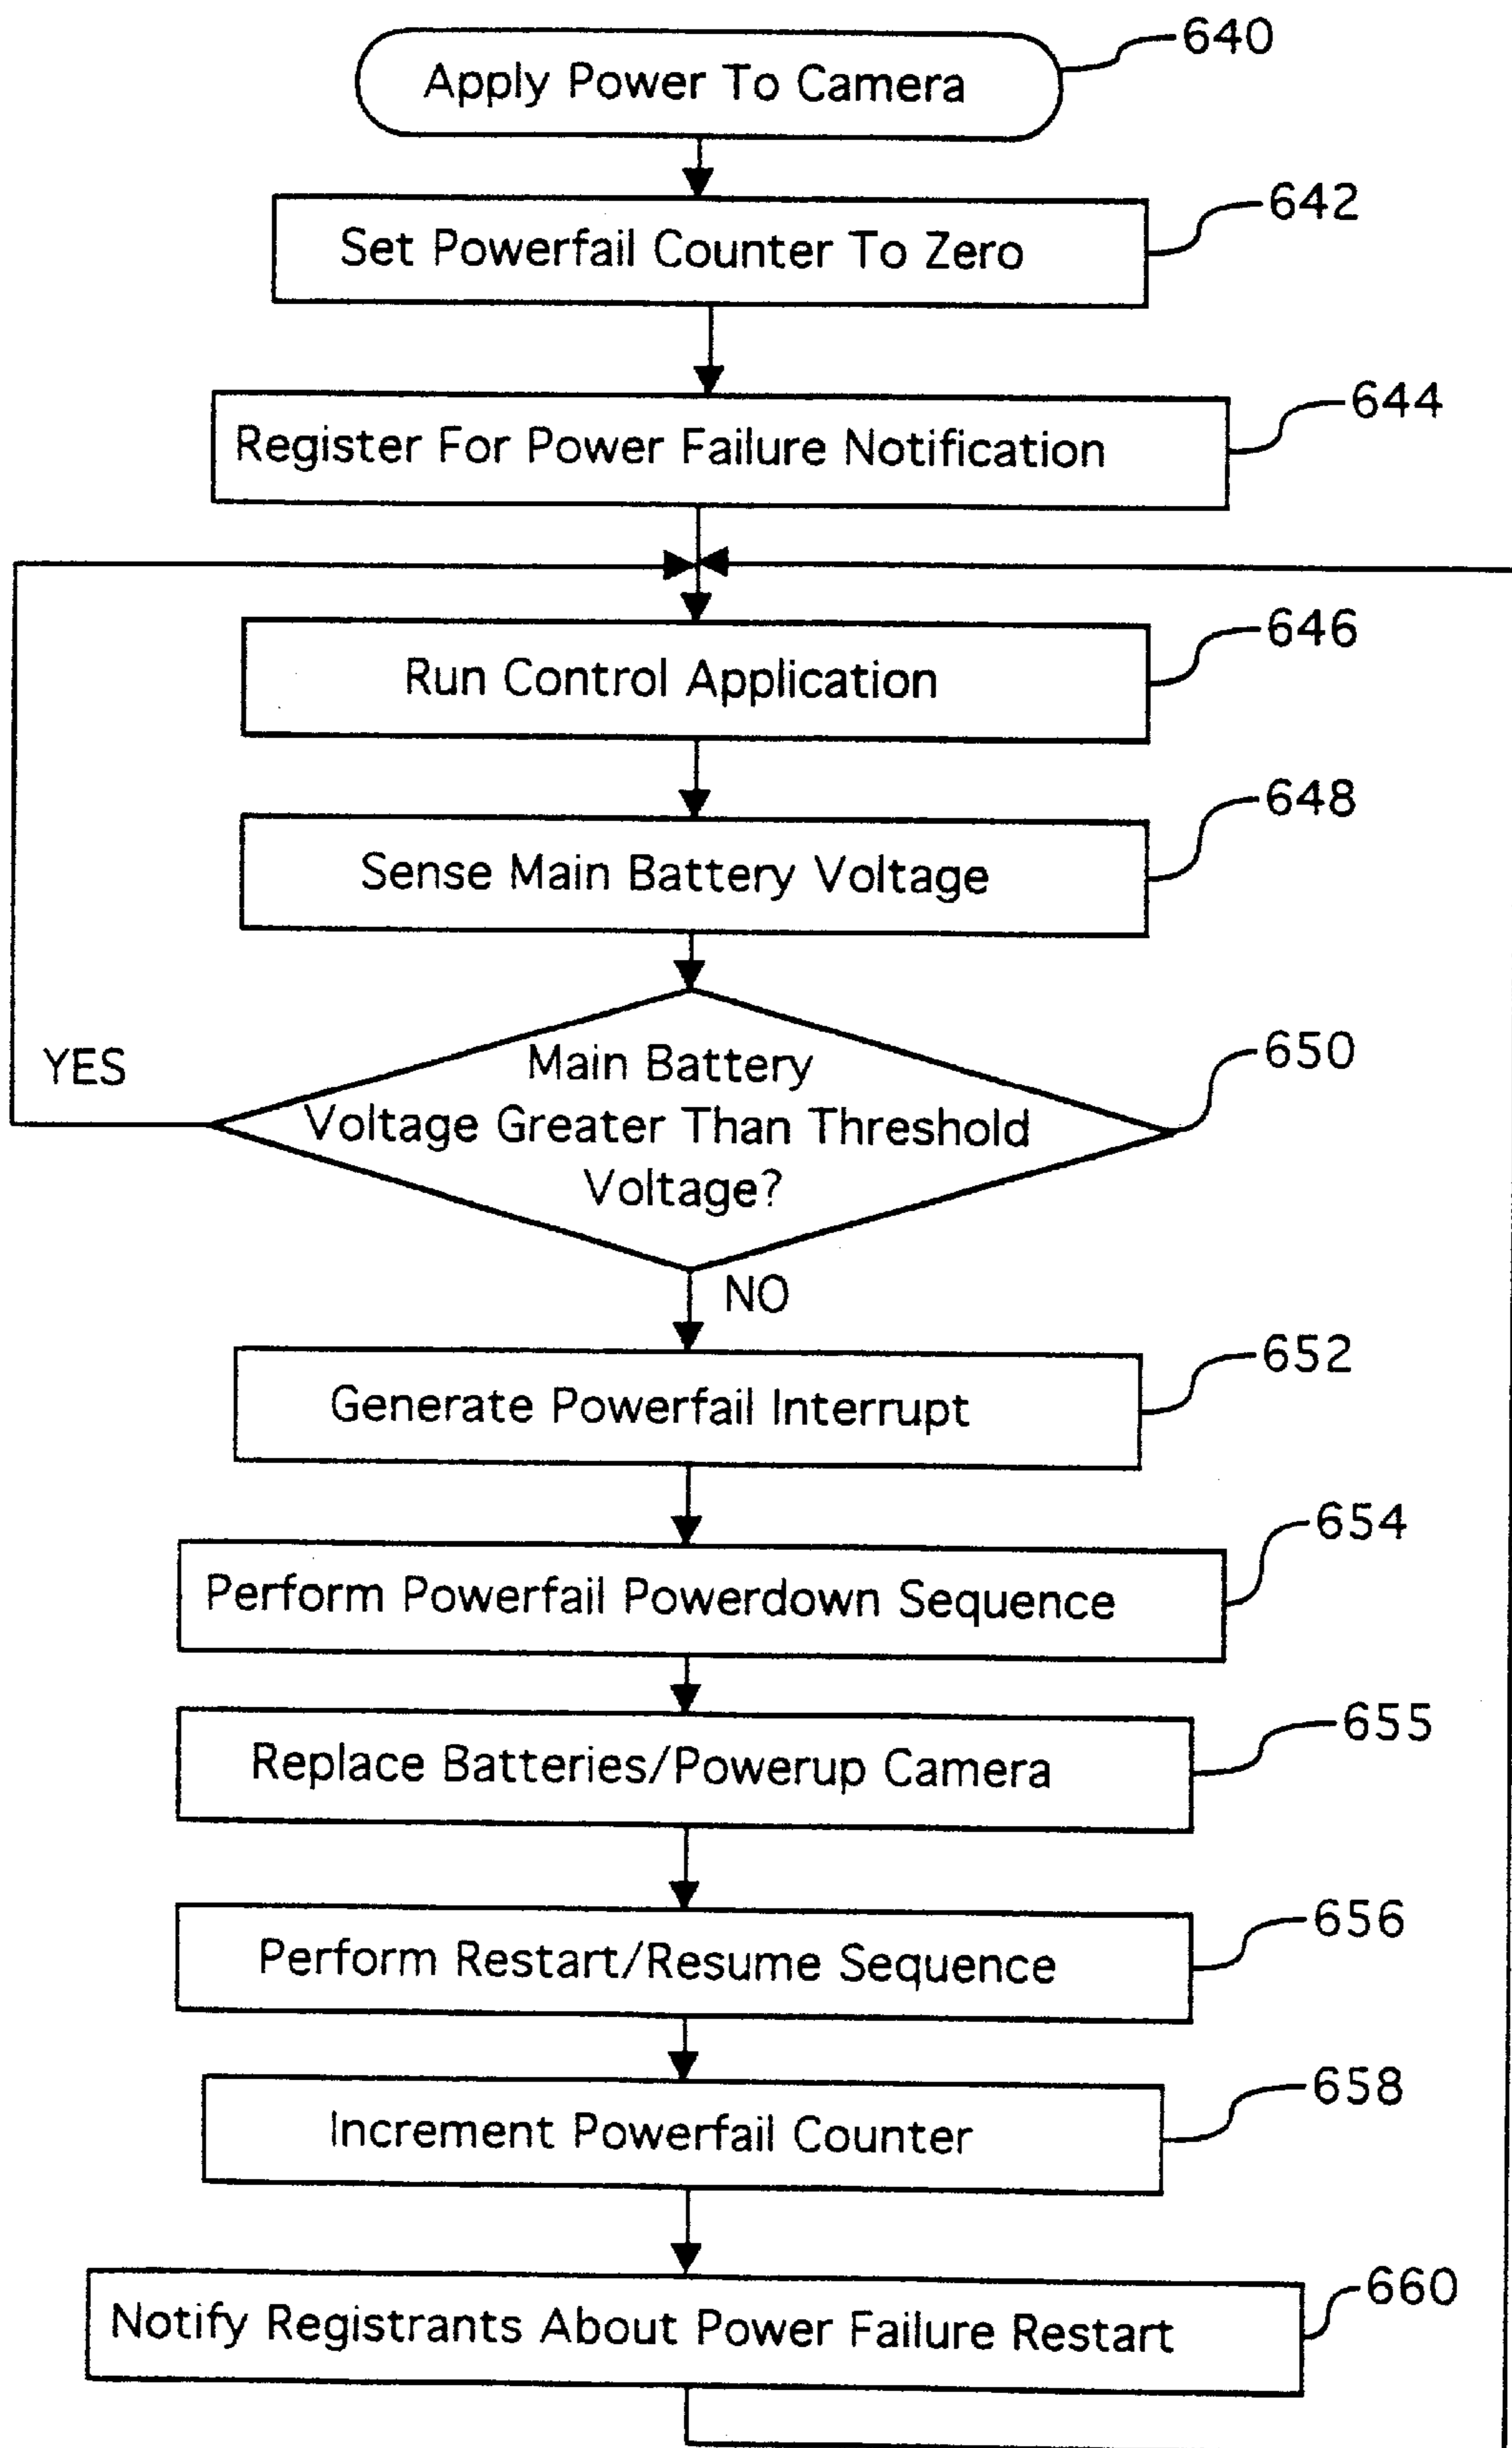 Apply Power To Camera
640
Set Powerfail Counter To Zero
642
Register For Power Failure Notification
644
Run Control Application
646
Sense Main Battery Voltage
648
Main Battery
Voltage Greater Than Threshold
Voltage?
650
YES
NO
Generate Powerfail Interrupt
652
Perform Powerfail Powerdown Sequence
654
Replace Batteries/Powerup Camera
655
Perform Restart/Resume Sequence
656
Increment Powerfail Counter
658
Notify Registrants About Power Failure Restart
660